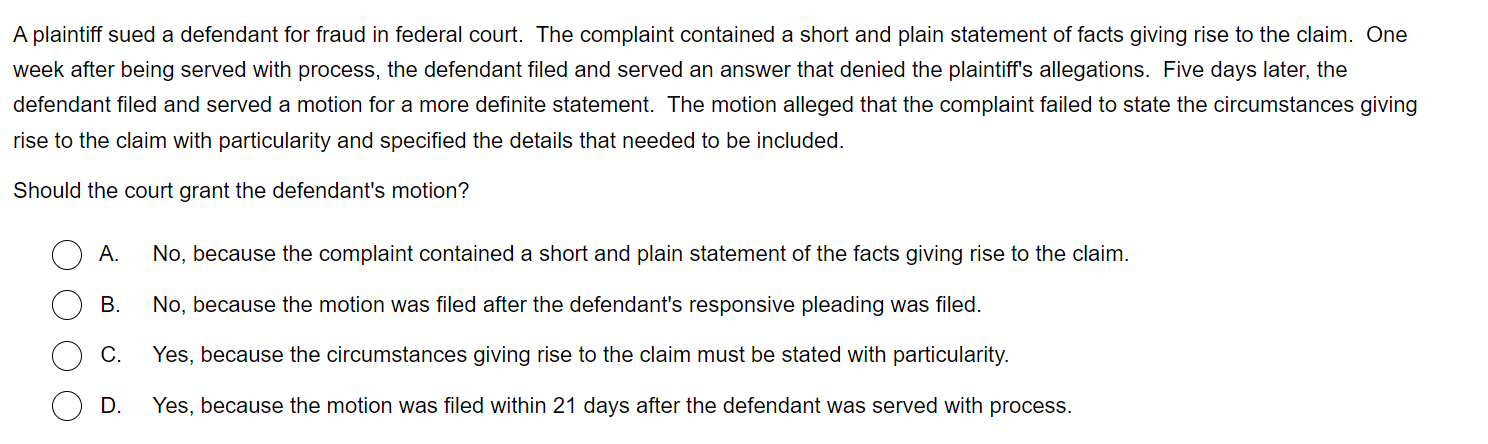 A plaintiff sued a defendant for fraud in federal court.  The complaint contained a short and plain statement of facts giving rise to the claim.  One
week after being served with process, the defendant filed and served an answer that denied the plaintiff's allegations.  Five days later, the
defendant filed and served a motion for a more definite statement.  The motion alleged that the complaint failed to state the circumstances giving
rise to the claim with particularity and specified the details that needed to be included.
Should the court grant the defendant's motion?
A. No, because the complaint contained a short and plain statement of the facts giving rise to the claim.
B. No, because the motion was filed after the defendant's responsive pleading was filed.
C. Yes, because the circumstances giving rise to the claim must be stated with particularity.
D. Yes, because the motion was filed within 21 days after the defendant was served with process.